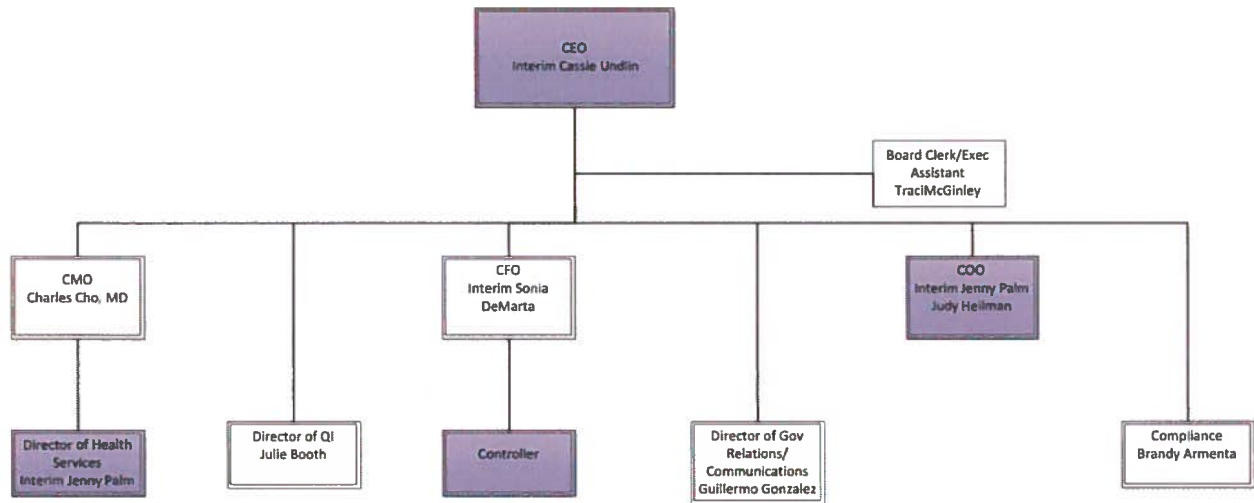 CEO
Interim Cassie Undlin
Board Clerk/Exec
Assistant
TraciMcGinley
CMO
Charles Cho, MD
CFO
Interim Sonia
DeMarta
COO
Interim Jenny Palm
Judy Heilman
Director of Health
Services
Interim Jenny Palm
Director of QI
Julie Booth
Controller
Director of Gov
Relations/
Communications
Guillermo Gonzalez
Compliance
Brandy Armenta